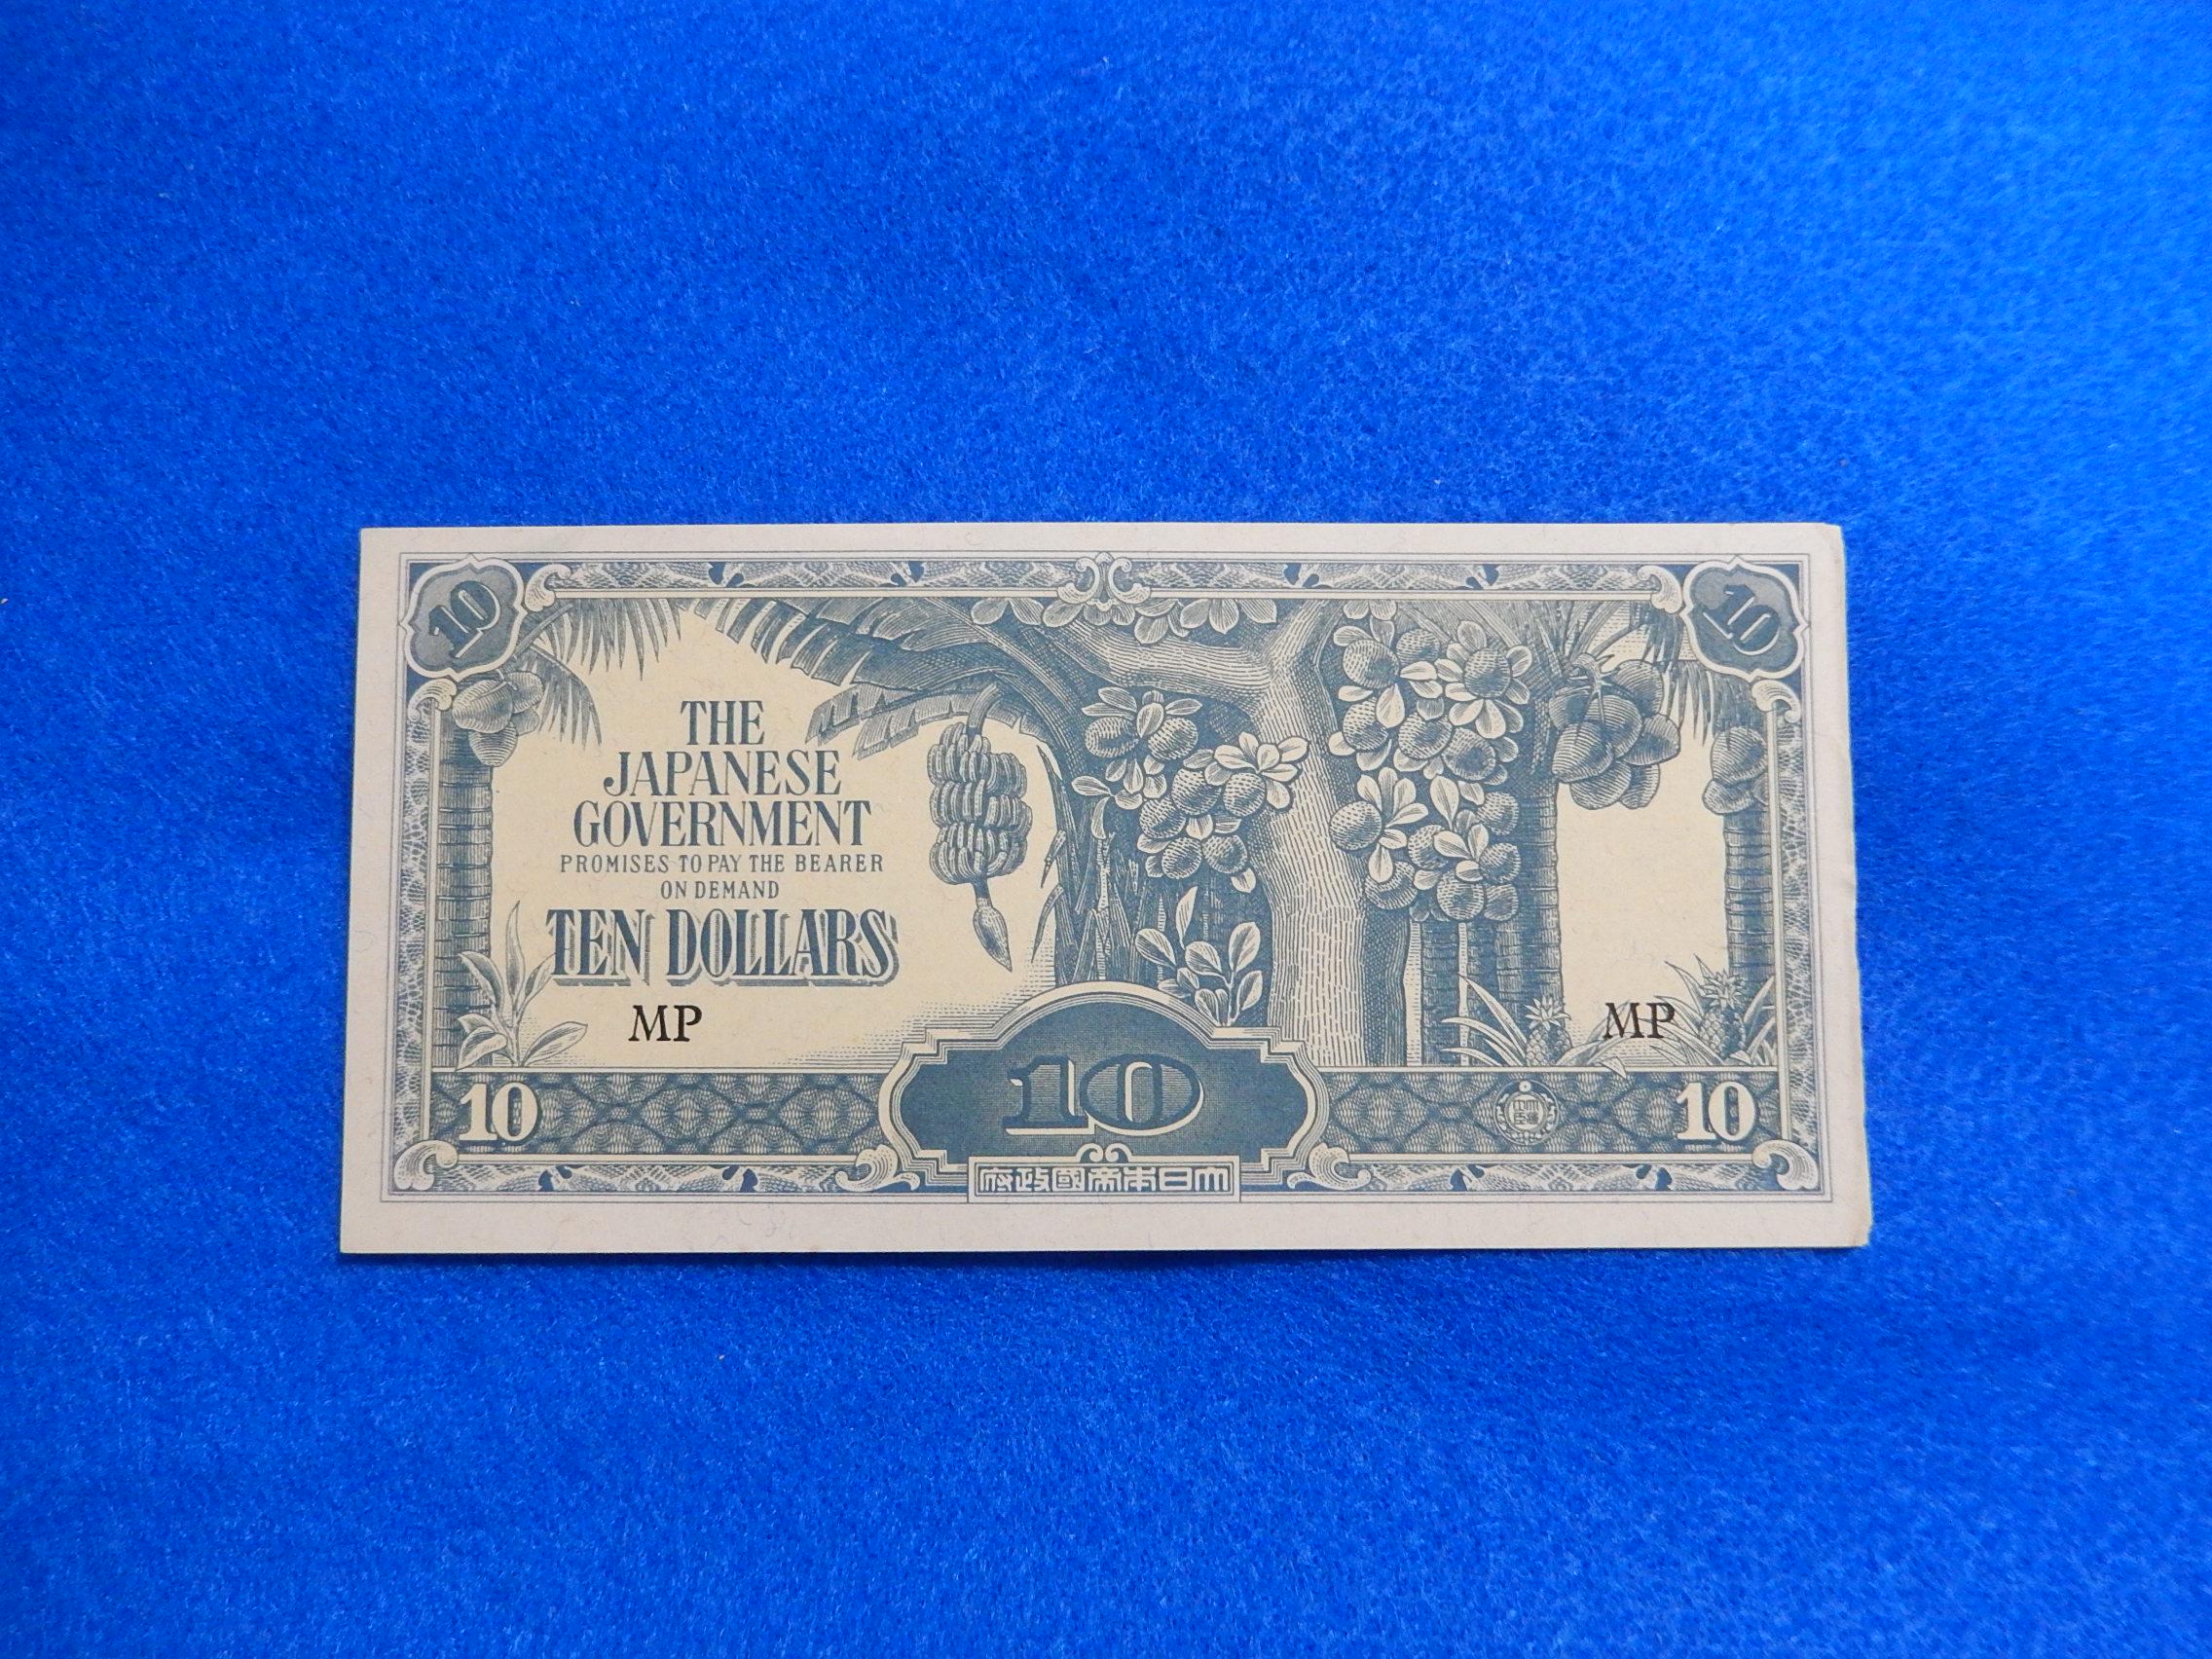 10 10
THE
JAPANESE
GOVERNMENT
PROMISES TO PAY THE BEARER
ON DEMAND
TEN DOLLARS
MP MP
10 10 10
府政國帝本日大